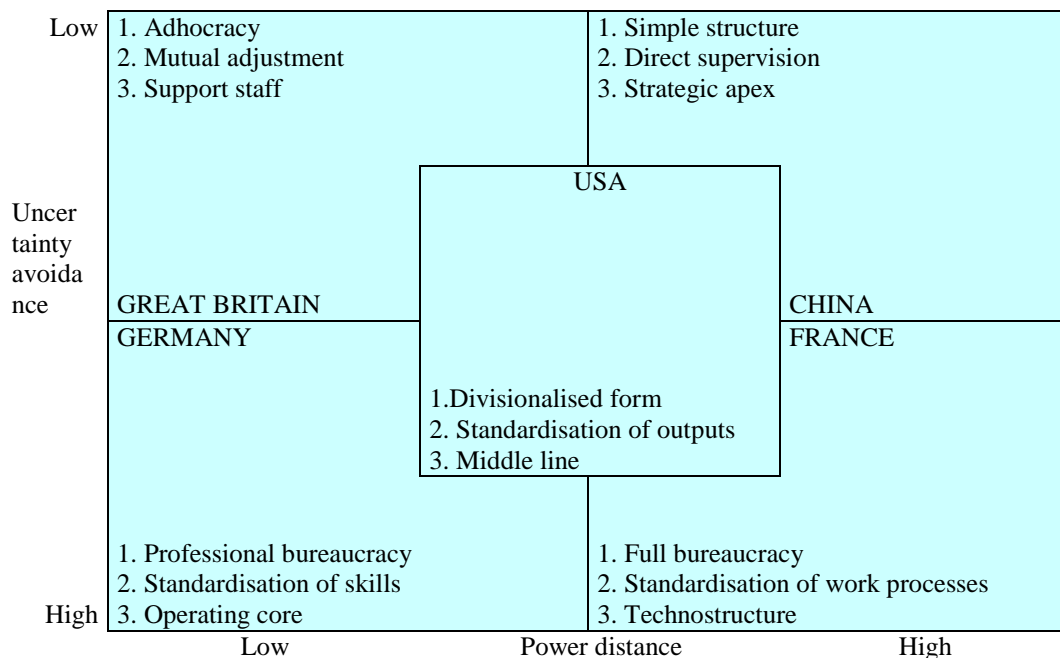 Low
1. Adhocracy
2. Mutual adjustment
3. Support staff
1. Simple structure
2. Direct supervision
3. Strategic apex
USA
Uncer
tainty
avoida
nce
GREAT BRITAIN
CHINA
GERMANY
FRANCE
1.Divisionalised form
2. Standardisation of outputs
3. Middle line
1. Professional bureaucracy
2. Standardisation of skills
3. Operating core
1. Full bureaucracy
2. Standardisation of work processes
3. Technostructure
High
Low
Power distance
High